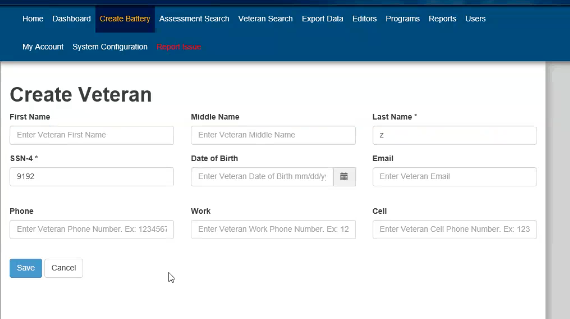 Home Dashboard Create Battery Assessment Search Veteran Search Export Data Editors Programs Reports Users
My Account System Configuration Report Issue
Create Veteran
First Name Middle Name Last Name *
Enter Veteran First Name Enter Veteran Middle Name z
SSN-4 * Date of Birth Email
9192 Enter Veteran Date of Birth mm/dd/y Enter Veteran Email
Phone Work Cell
Enter Veteran Phone Number. Ex: 1234567 Enter Veteran Work Phone Number. Ex: 12 Enter Veteran Cell Phone Number. Ex: 123
Save Cancel